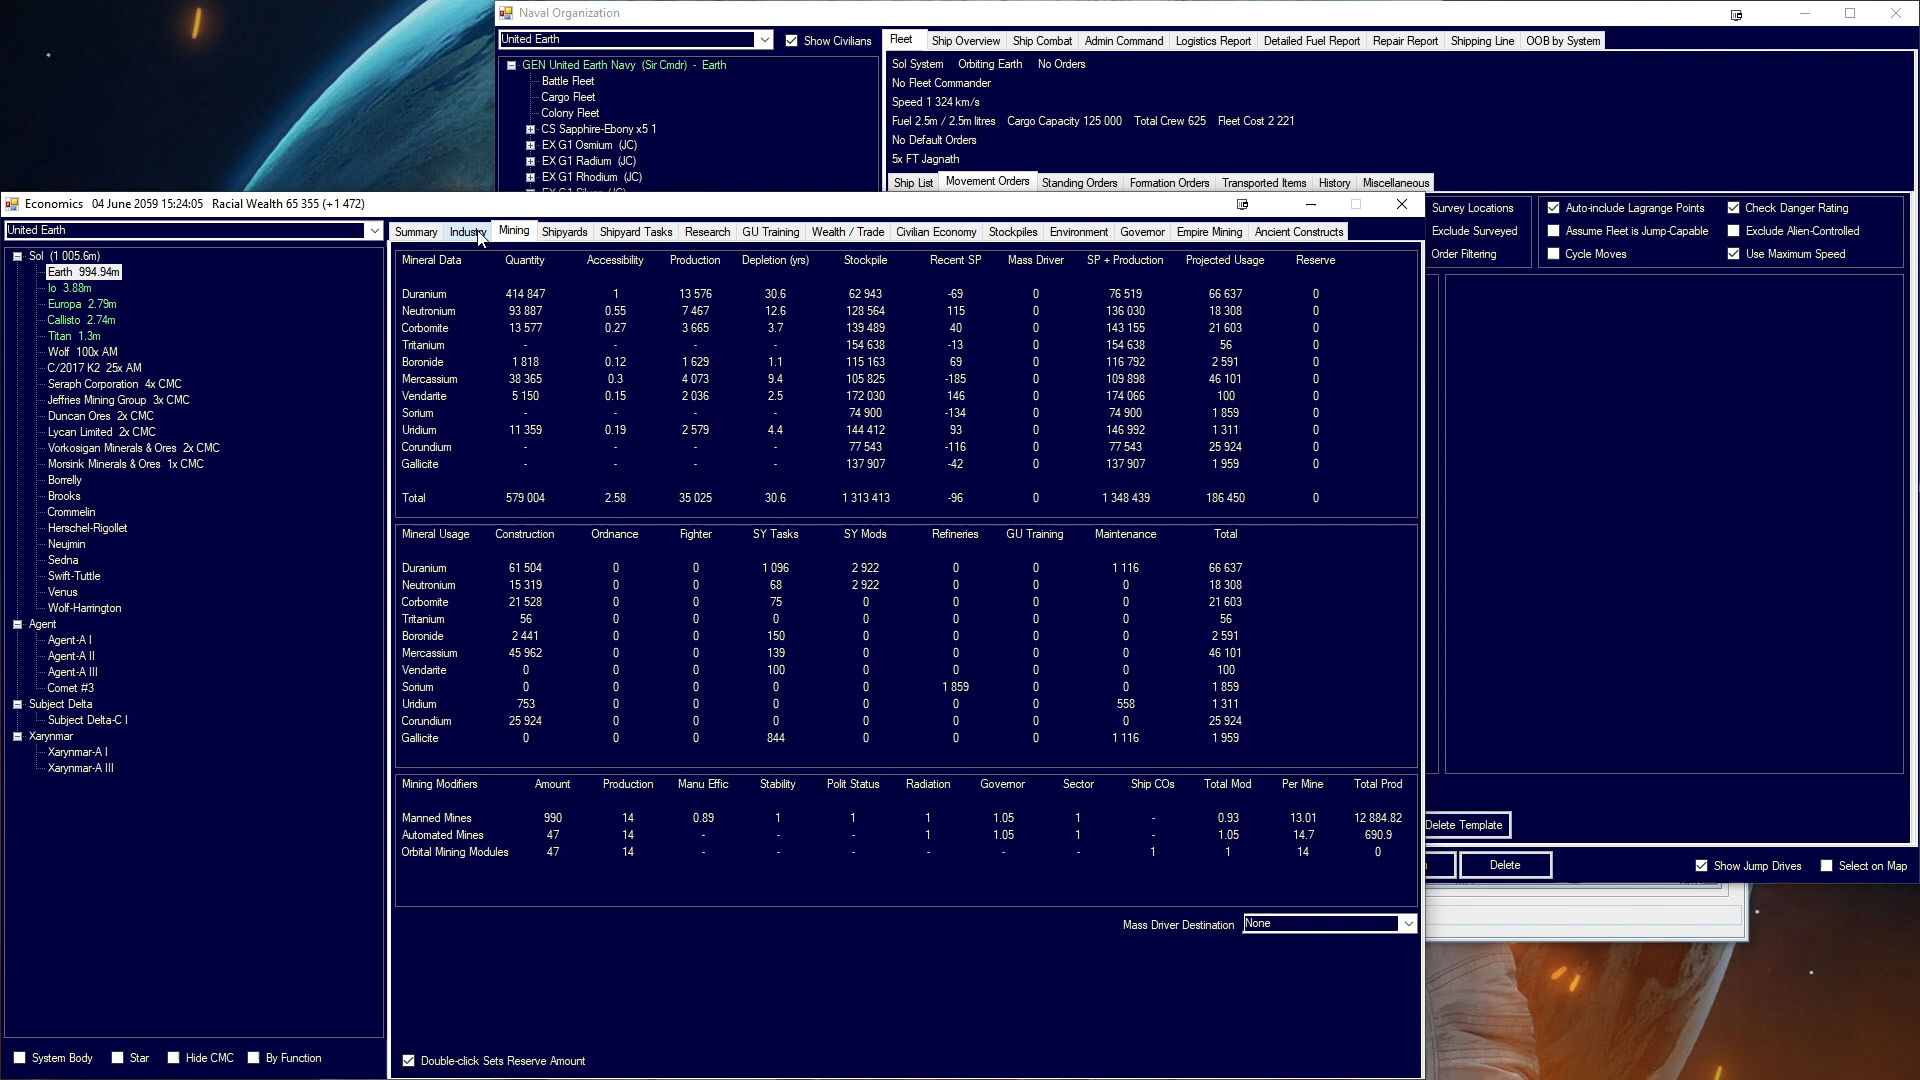 Naval Organization
United Earth
Show Civilians
Fleet Ship Overview Ship Combat Admin Command Logistics Report Detailed Fuel Report Repair Report Shipping Line OOB by System
GEN United Earth Navy (Sir Cmdr) - Earth
Battle Fleet
Cargo Fleet
Colony Fleet
CS Sapphire-Ebony x5 1
EX G1 Osmium (JC)
EX G1 Radium (JC)
EX G1 Rhodium (JC)
Sol System Orbiting Earth No Orders
No Fleet Commander
Speed 1 324 km/s
Fuel 2.5m / 2.5m litres Cargo Capacity 125 000 Total Crew 625 Fleet Cost 2 221
No Default Orders
5x FT Jagnath
Ship List Movement Orders Standing Orders Formation Orders Transported Items History Miscellaneous
Economics 04 June 2059 15:24:05 Racial Wealth 65 355 (+1 472)
Survey Locations
Exclude Surveyed
Order Filtering
Auto-include Lagrange Points Check Danger Rating
Assume Fleet is Jump-Capable Exclude Alien-Controlled
Cycle Moves Use Maximum Speed
United Earth
Summary Industry Mining Shipyards Shipyard Tasks Research GU Training Wealth / Trade Civilian Economy Stockpiles Environment Governor Empire Mining Ancient Constructs
Sol (1 005.6m)
Earth 994.94m
Io 3.88m
Europa 2.79m
Callisto 2.74m
Titan 1.3m
Wolf 100x AM
C/2017 K2 25x AM
Seraph Corporation 4x CMC
Jeffries Mining Group 3x CMC
Duncan Ores 2x CMC
Lycan Limited 2x CMC
Vorkosigan Minerals & Ores 2x CMC
Morsink Minerals & Ores 1x CMC
Borrelly
Brooks
Crommelin
Herschel-Rigollet
Neujmin
Sedna
Swift-Tuttle
Venus
Wolf-Harrington
Agent
Agent-A I
Agent-A II
Agent-A III
Comet #3
Subject Delta
Subject Delta-C I
Xarynmar
Xarynmar-A I
Xarynmar-A III
Mineral Data Quantity Accessibility Production Depletion (yrs) Stockpile Recent SP Mass Driver SP + Production Projected Usage Reserve
Duranium 414 847 1 13 576 30.6 62 943 -69 0 76 519 66 637 0
Neutronium 93 887 0.55 7 467 12.6 128 564 115 0 136 030 18 308 0
Corbomite 13 577 0.27 3 665 3.7 139 489 40 0 143 155 21 603 0
Tritanium - - - - 154 638 -13 0 154 638 56 0
Boronide 1 818 0.12 1 629 1.1 115 163 69 0 116 792 2 591 0
Mercassium 38 365 0.3 4 073 9.4 105 825 -185 0 109 898 46 101 0
Vendarite 5 150 0.15 2 036 2.5 172 030 146 0 174 066 100 0
Sorium - - - - 74 900 -134 0 74 900 1 859 0
Uridium 11 359 0.19 2 579 4.4 144 412 93 0 146 992 1 311 0
Corundium - - - - 77 543 -116 0 77 543 25 924 0
Gallicite - - - - 137 907 -42 0 137 907 1 959 0
Total 579 004 2.58 35 025 30.6 1 313 413 -96 0 1 348 439 186 450 0
Mineral Usage Construction Ordnance Fighter SY Tasks SY Mods Refineries GU Training Maintenance Total
Duranium 61 504 0 0 1 096 2 922 0 0 1 116 66 637
Neutronium 15 319 0 0 68 2 922 0 0 0 18 308
Corbomite 21 528 0 0 75 0 0 0 0 21 603
Tritanium 56 0 0 0 0 0 0 0 56
Boronide 2 441 0 0 150 0 0 0 0 2 591
Mercassium 45 962 0 0 139 0 0 0 0 46 101
Vendarite 0 0 0 100 0 0 0 0 100
Sorium 0 0 0 0 0 1 859 0 0 1 859
Uridium 753 0 0 0 0 0 0 558 1 311
Corundium 25 924 0 0 0 0 0 0 0 25 924
Gallicite 0 0 0 844 0 0 0 1 116 1 959
Mining Modifiers Amount Production Manu Effic Stability Polit Status Radiation Governor Sector Ship COs Total Mod Per Mine Total Prod
Manned Mines 990 14 0.89 1 1 1 1.05 1 - 0.93 13.01 12 884.82
Automated Mines 47 14 - - - 1 1.05 1 - 1.05 14.7 690.9
Orbital Mining Modules 47 14 - - - - - - 1 1 14 0
Delete Template
Delete
Show Jump Drives Select on Map
Mass Driver Destination None
System Body Star Hide CMC By Function
Double-click Sets Reserve Amount